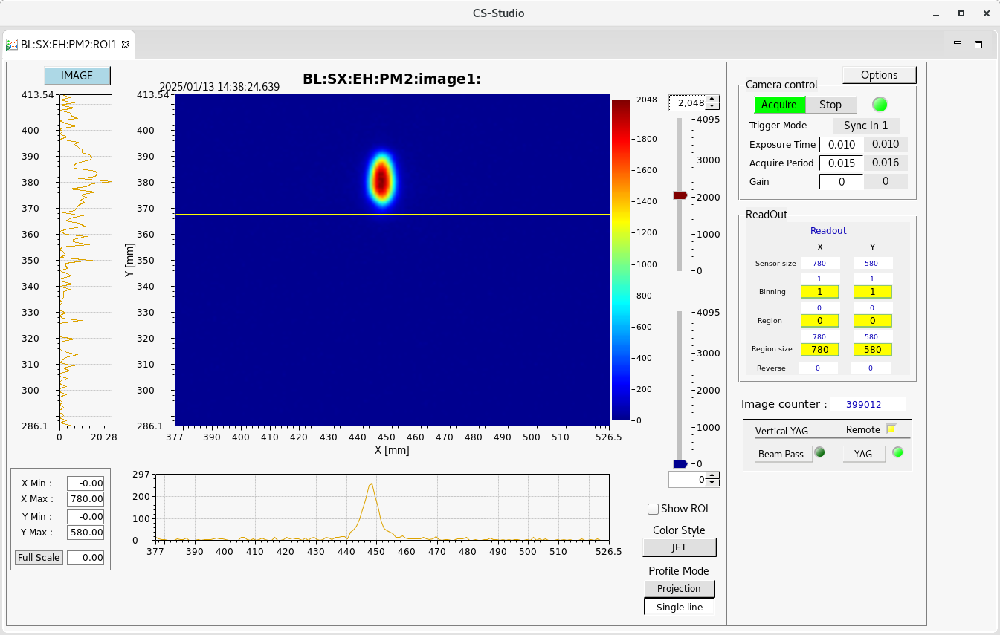 CS-Studio
BL:SX:EH:PM2:ROI1
IMAGE
2025/01/13 14:38:24.639
BL:SX:EH:PM2:image1:
413.54
400
390
380
370
360
350
340
330
320
310
300
286.1
0 20 28
413.54
400
390
380
370
360
350
340
330
320
310
300
286.1
Y [mm]
377 390 400 410 420 430 440 450 460 470 480 490 500 510 526.5
X [mm]
2048
1800
1600
1400
1200
1000
800
600
400
200
0
2,048
4095
3000
2000
1000
0
4095
3000
2000
1000
0
0
X Min : -0.00
X Max : 780.00
Y Min : -0.00
Y Max : 580.00
Full Scale 0.00
297
200
100
0
377 390 400 410 420 430 440 450 460 470 480 490 500 510 526.5
Show ROI
Color Style
JET
Profile Mode
Projection
Single line
Options
Camera control
Acquire Stop
Trigger Mode Sync In 1
Exposure Time 0.010 0.010
Acquire Period 0.015 0.016
Gain 0 0
ReadOut
Readout
X Y
Sensor size 780 580
1 1
Binning 1 1
0 0
Region 0 0
780 580
Region size 780 580
Reverse 0 0
Image counter : 399012
Vertical YAG Remote
Beam Pass YAG